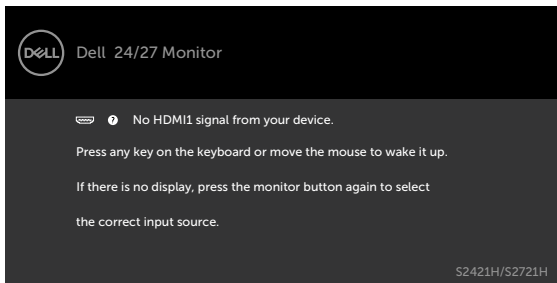 DELL
Dell 24/27 Monitor
? No HDMI1 signal from your device.
Press any key on the keyboard or move the mouse to wake it up.
If there is no display, press the monitor button again to select
the correct input source.
S2421H/S2721H